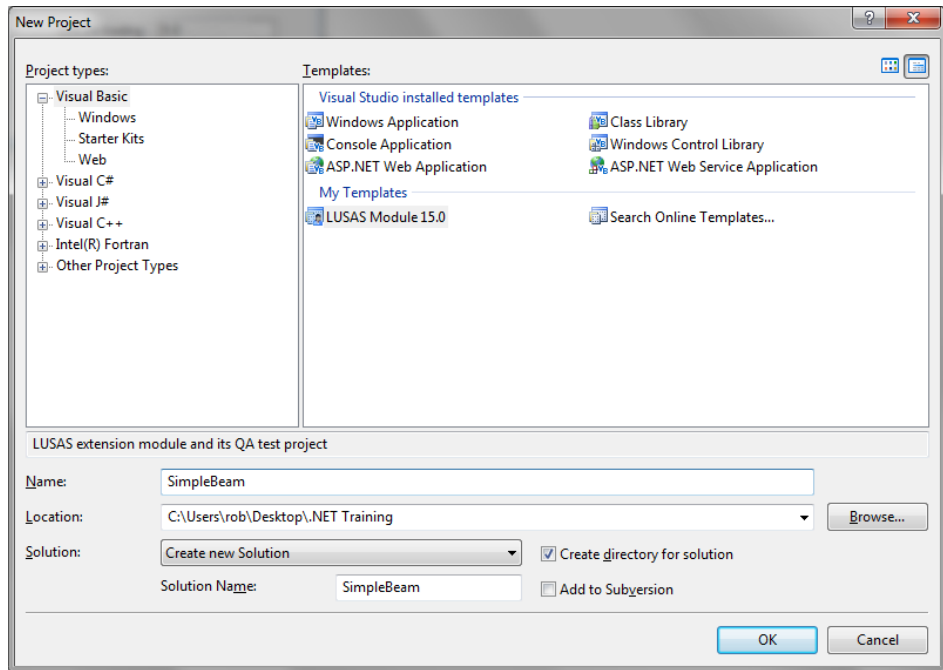 New Project
Project types:
Templates:
Visual Basic
Windows
Starter Kits
Web
Visual C#
Visual J#
Visual C++
Intel(R) Fortran
Other Project Types
Visual Studio installed templates
Windows Application
Class Library
Console Application
Windows Control Library
ASP.NET Web Application
ASP.NET Web Service Application
My Templates
LUSAS Module 15.0
Search Online Templates...
LUSAS extension module and its QA test project
Name: SimpleBeam
Location: C:\Users\rob\Desktop\.NET Training Browse...
Solution: Create new Solution Create directory for solution
Solution Name: SimpleBeam Add to Subversion
OK Cancel